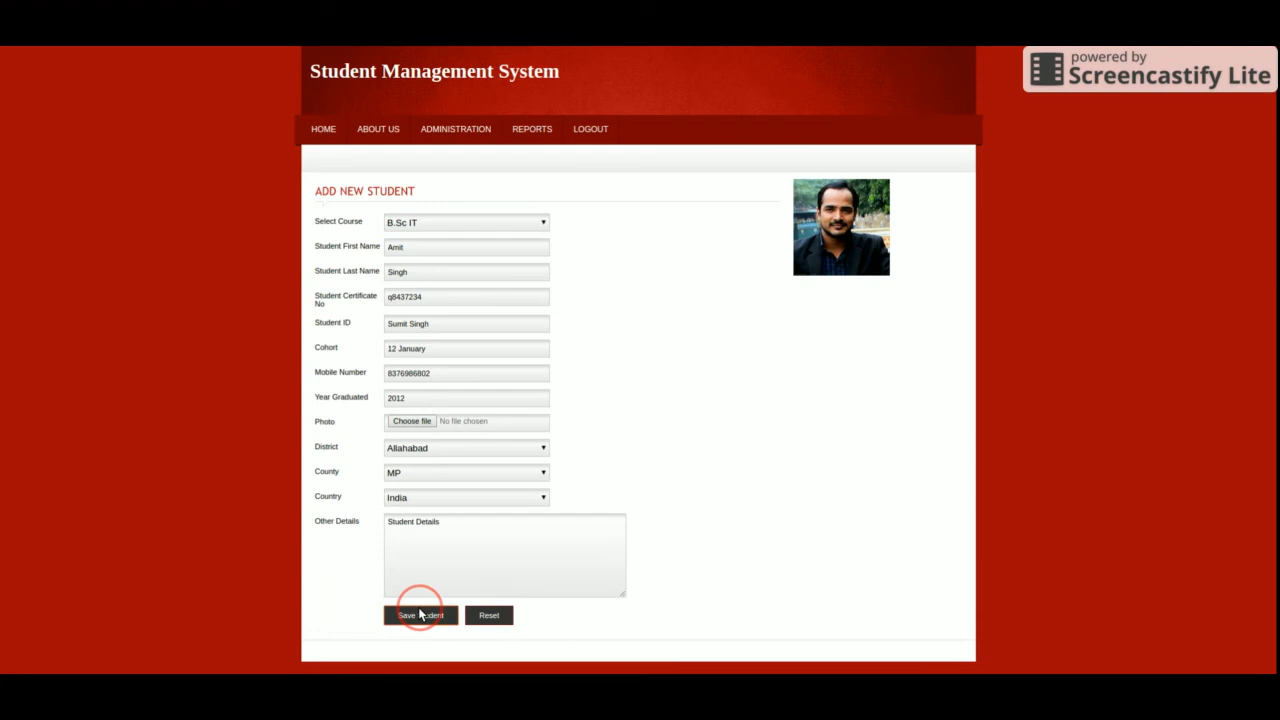 Student Management System
powered by
Screencastify Lite
HOME ABOUT US ADMINISTRATION REPORTS LOGOUT
ADD NEW STUDENT
Select Course B.Sc IT
Student First Name Amit
Student Last Name Singh
Student Certificate No q8437234
Student ID Sumit Singh
Cohort 12 January
Mobile Number 8376986802
Year Graduated 2012
Photo Choose file No file chosen
District Allahabad
County MP
Country India
Other Details Student Details
Save Student Reset